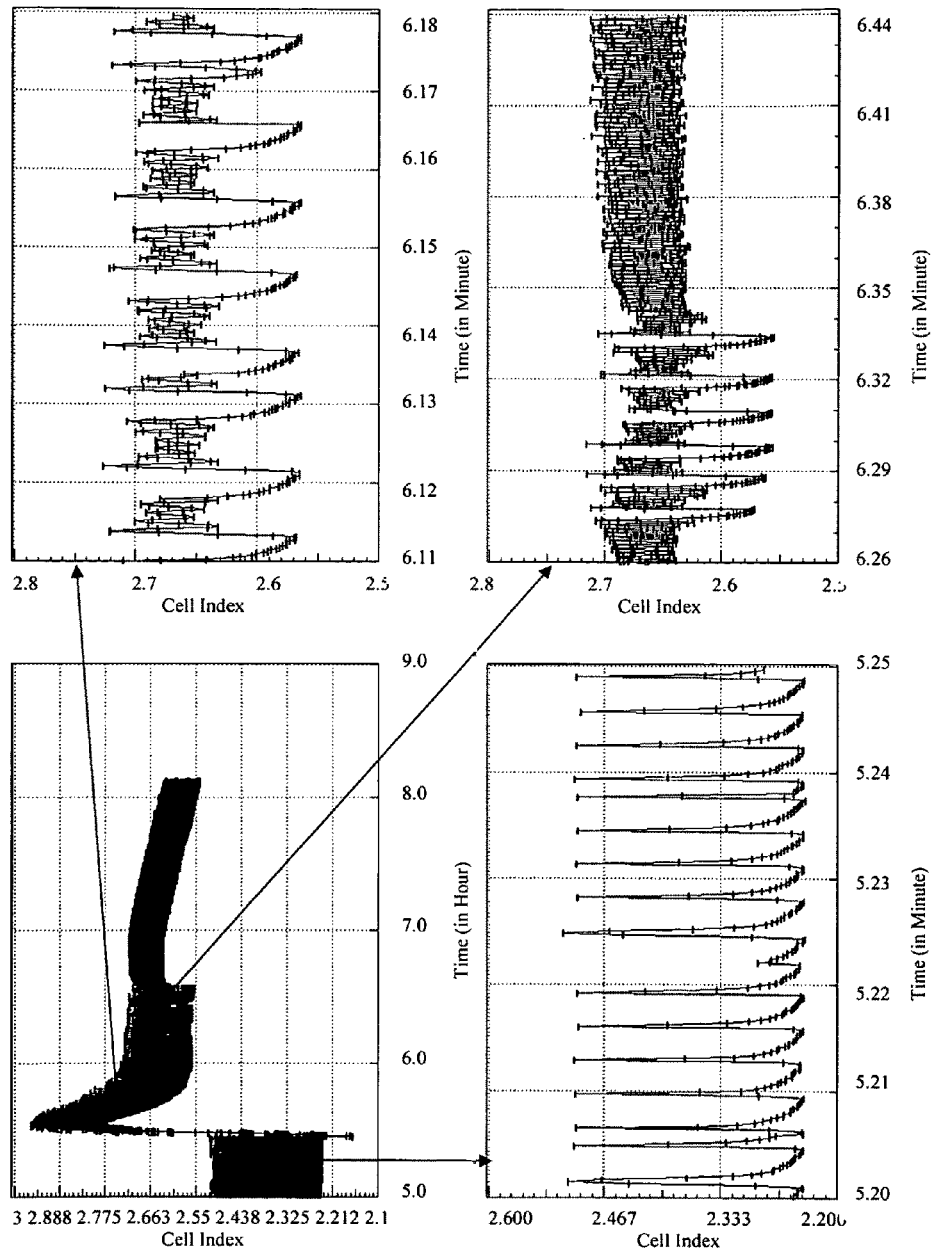 6.18
6.17
6.16
6.15
6.14
6.13
6.12
6.11
Time (in Minute)
2.8 2.7 2.6 2.5
Cell Index
6.44
6.41
6.38
6.35
6.32
6.29
6.26
Time (in Minute)
2.8 2.7 2.6
Cell Index
9.0
8.0
7.0
6.0
5.0
Time (in Hour)
3 2.888 2.775 2.663 2.55 2.438 2.325 2.212 2.1
Cell Index
5.25
5.24
5.23
5.22
5.21
5.20
Time (in Minute)
2.600 2.467 2.333
Cell Index